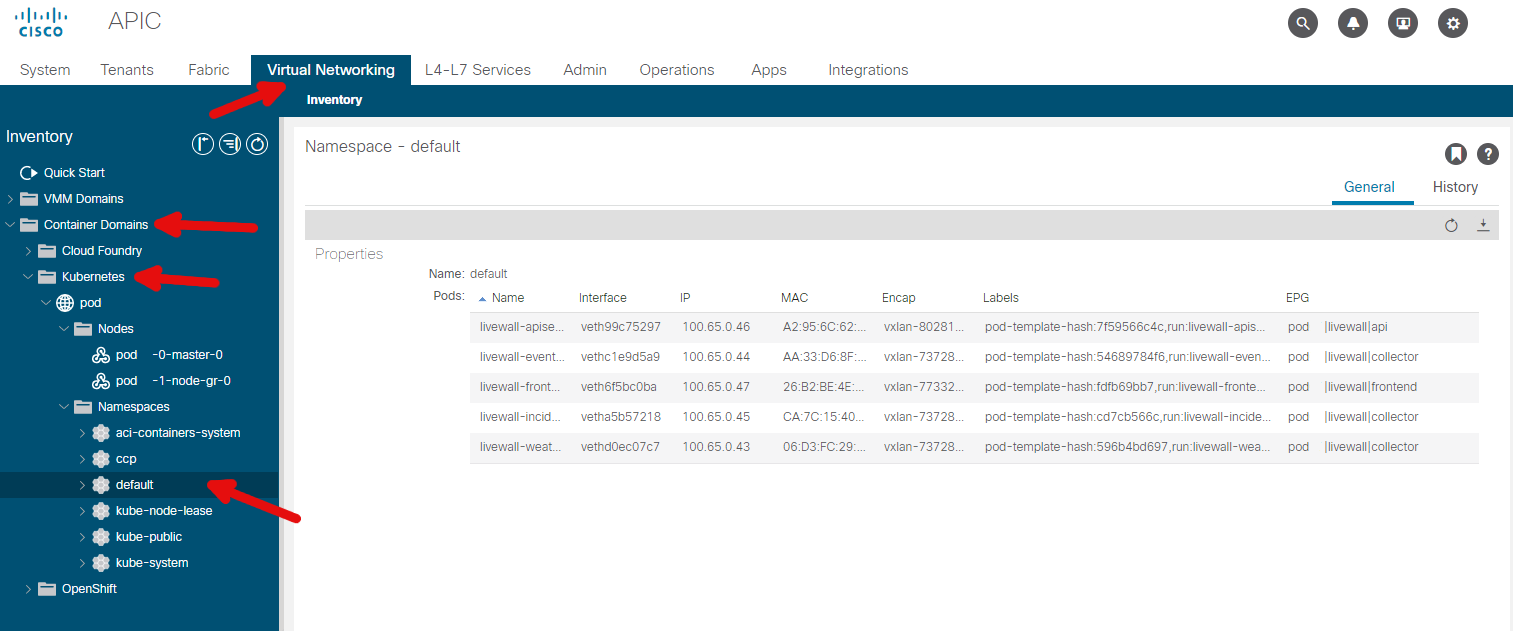 CISCO
APIC
System Tenants Fabric Virtual Networking L4-L7 Services Admin Operations Apps Integrations
Inventory
Inventory
Quick Start
VMM Domains
Container Domains
Cloud Foundry
Kubernetes
pod
Nodes
pod -0-master-0
pod -1-node-gr-0
Namespaces
aci-containers-system
ccp
default
kube-node-lease
kube-public
kube-system
OpenShift
Namespace - default
?
General History
Properties
Name: default
Pods:
Name Interface IP MAC Encap Labels EPG
livewall-apise... veth99c75297 100.65.0.46 A2:95:6C:62:... vxlan-80281... pod-template-hash:7f59566c4c,run:livewall-apis... pod |livewall|api
livewall-event... vethc1e9d5a9 100.65.0.44 AA:33:D6:8F:... vxlan-73728... pod-template-hash:54689784f6,run:livewall-even... pod |livewall|collector
livewall-front... veth6f5bc0ba 100.65.0.47 26:B2:BE:4E:... vxlan-77332... pod-template-hash:fdfb69bb7,run:livewall-fronte... pod |livewall|frontend
livewall-incid... vetha5b57218 100.65.0.45 CA:7C:15:40... vxlan-73728... pod-template-hash:cd7cb566c,run:livewall-incide... pod |livewall|collector
livewall-weat... vethd0ec07c7 100.65.0.43 06:D3:FC:29:... vxlan-73728... pod-template-hash:596b4bd697,run:livewall-wea... pod |livewall|collector